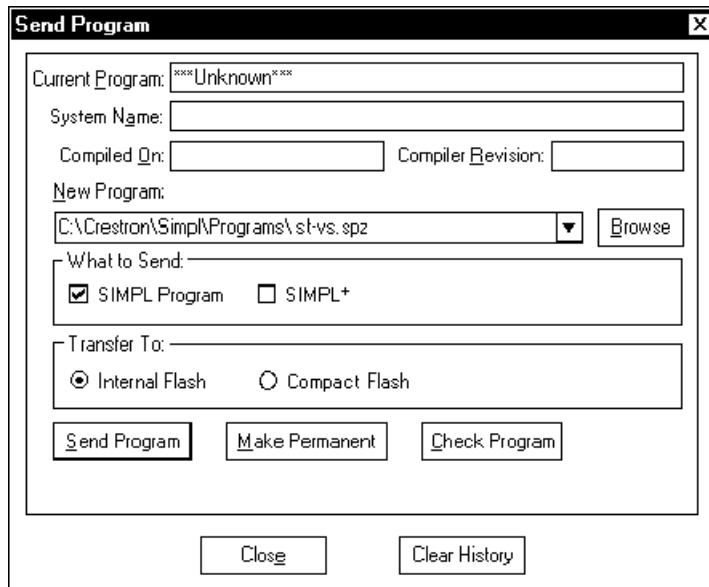 Send Program X
Current Program: ***Unknown***
System Name:
Compiled On: Compiler Revision:
New Program:
C:\Crestron\Simpl\Programs\ st-vs.spz Browse
What to Send:
SIMPL Program SIMPL+
Transfer To:
Internal Flash Compact Flash
Send Program Make Permanent Check Program
Close Clear History